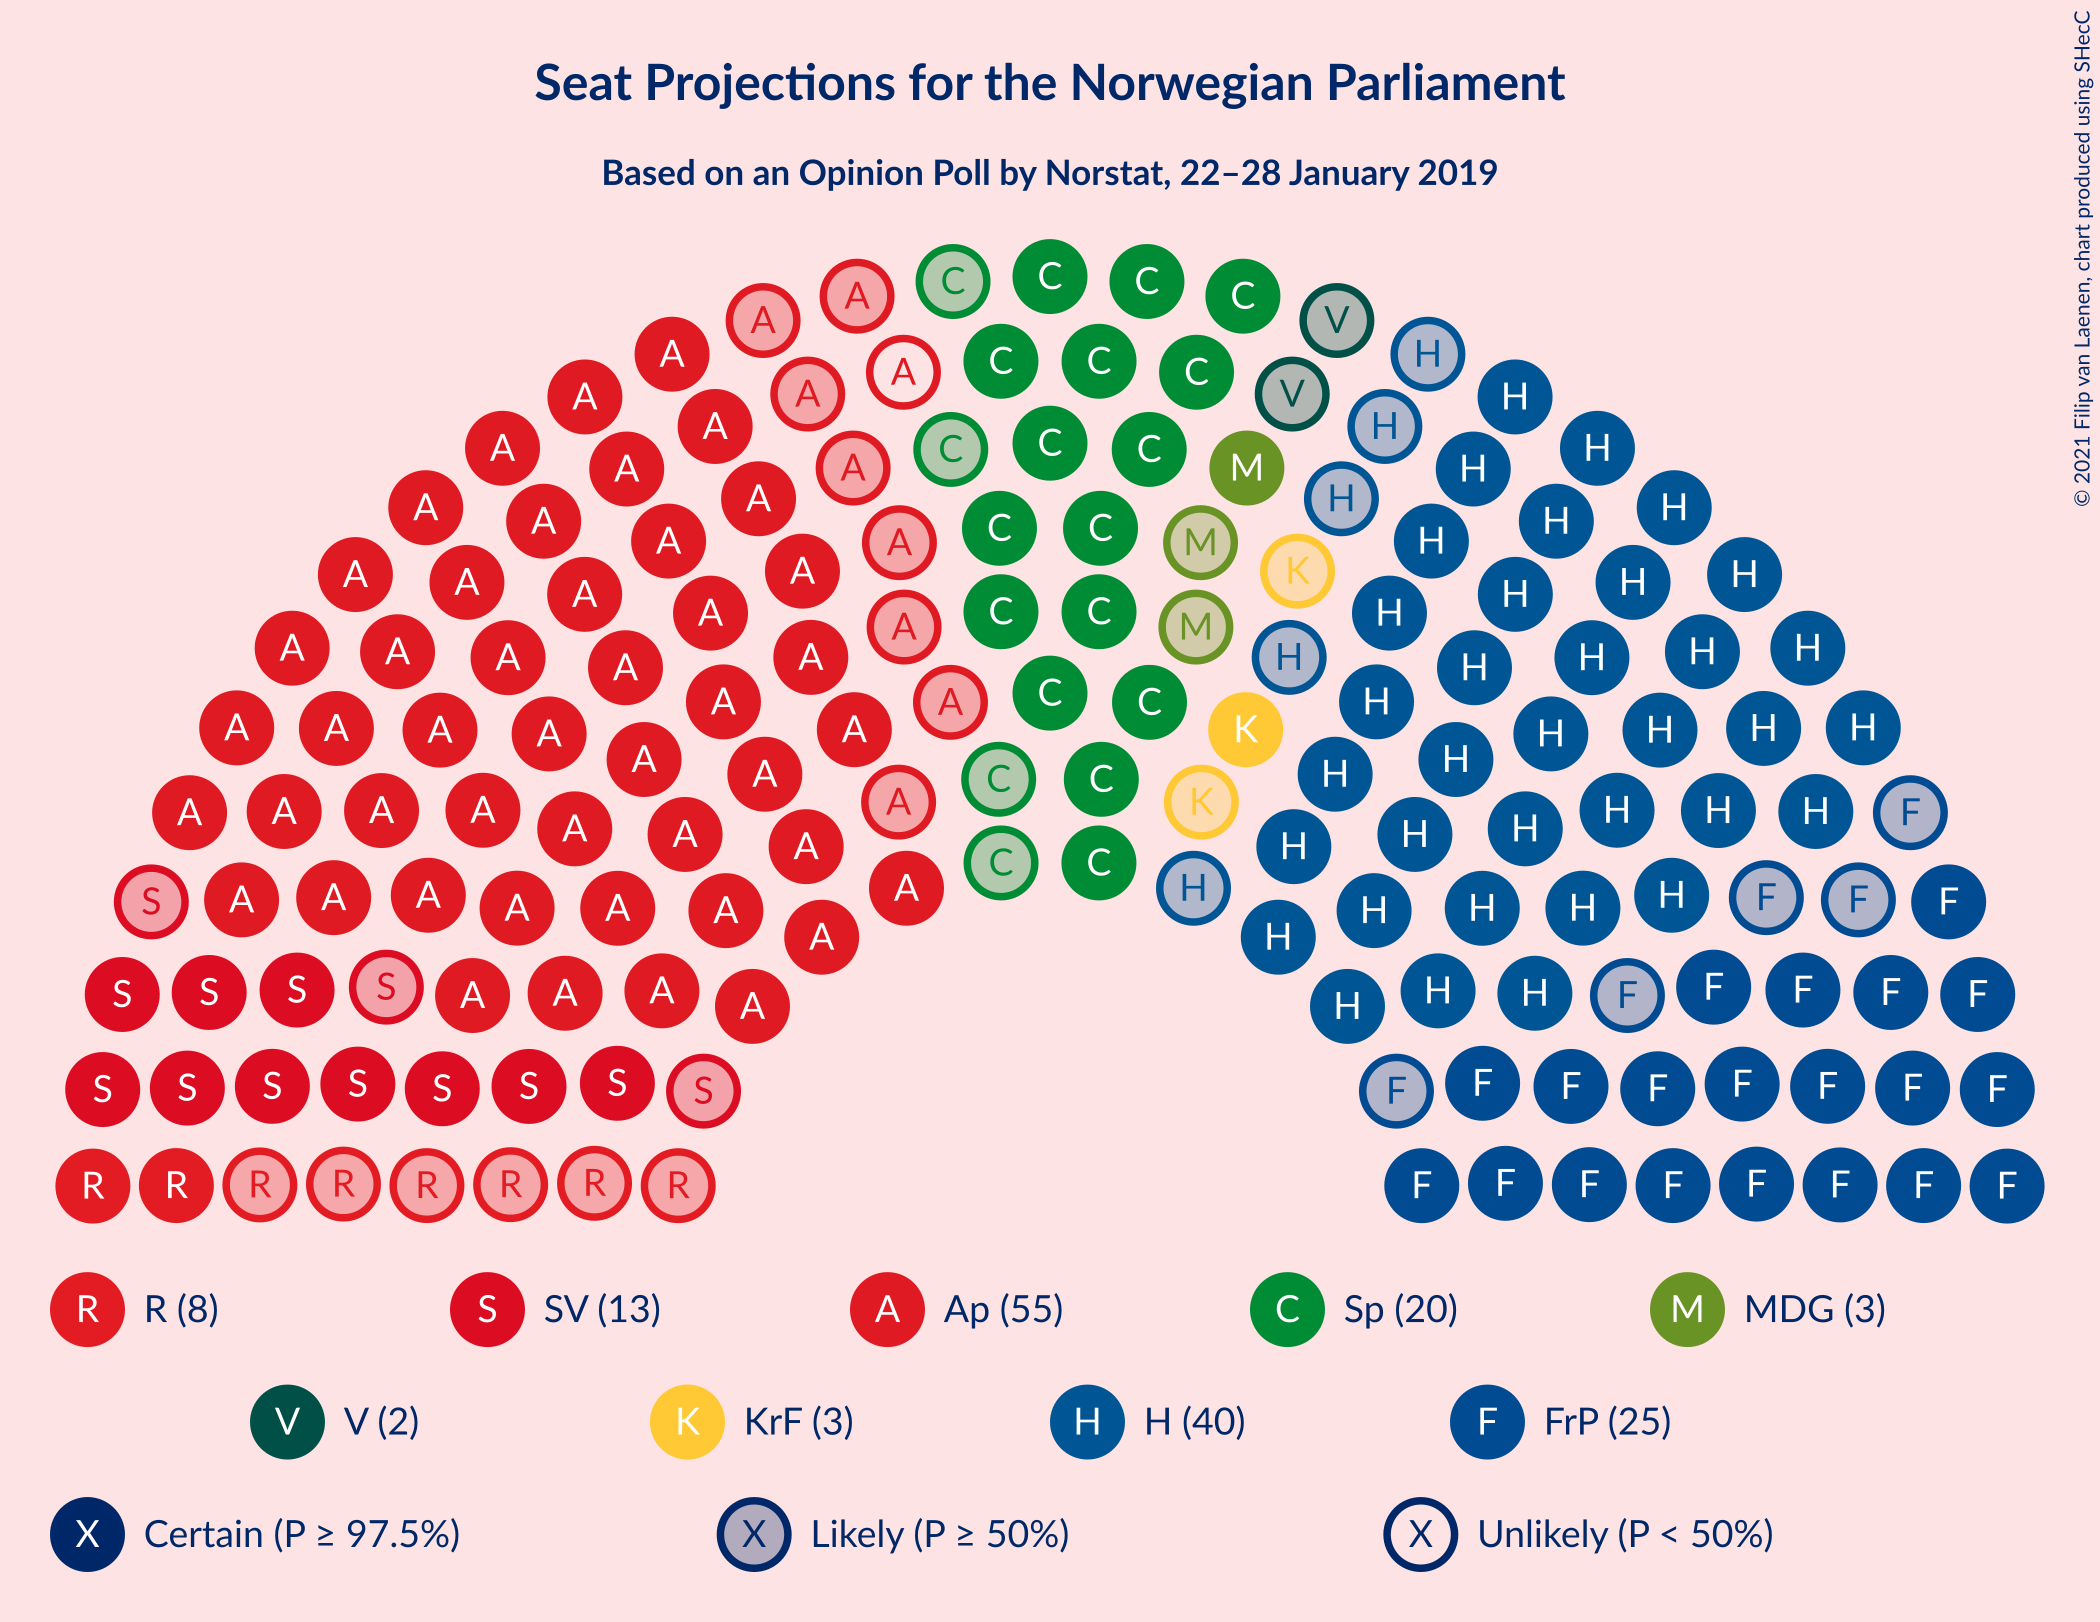 Seat Projections for the Norwegian Parliament
Based on an Opinion Poll by Norstat, 22–28 January 2019
© 2021 Filip van Laenen, chart produced using SHecC
C C C C
A A V
A C C C H
A A A V H
A A C C C H H
A A A M H H
A A C C H H
A A A M H H
A A A K H H
A A C C H H
A A A M H H
A A A C C H H H
A A A A K H H H H
A A A A C H H H H
A A A A C K H H H H
S A A A A A A A C C H H H H H F F F
S S S S A A A A H H H F F F F F
S S S S S S S S F F F F F F F F
R R R R R R R R F F F F F F F F
R R (8) S SV (13) A Ap (55) C Sp (20) M MDG (3)
V V (2) K KrF (3) H H (40) F FrP (25)
X Certain (P ≥ 97.5%) X Likely (P ≥ 50%) X Unlikely (P < 50%)